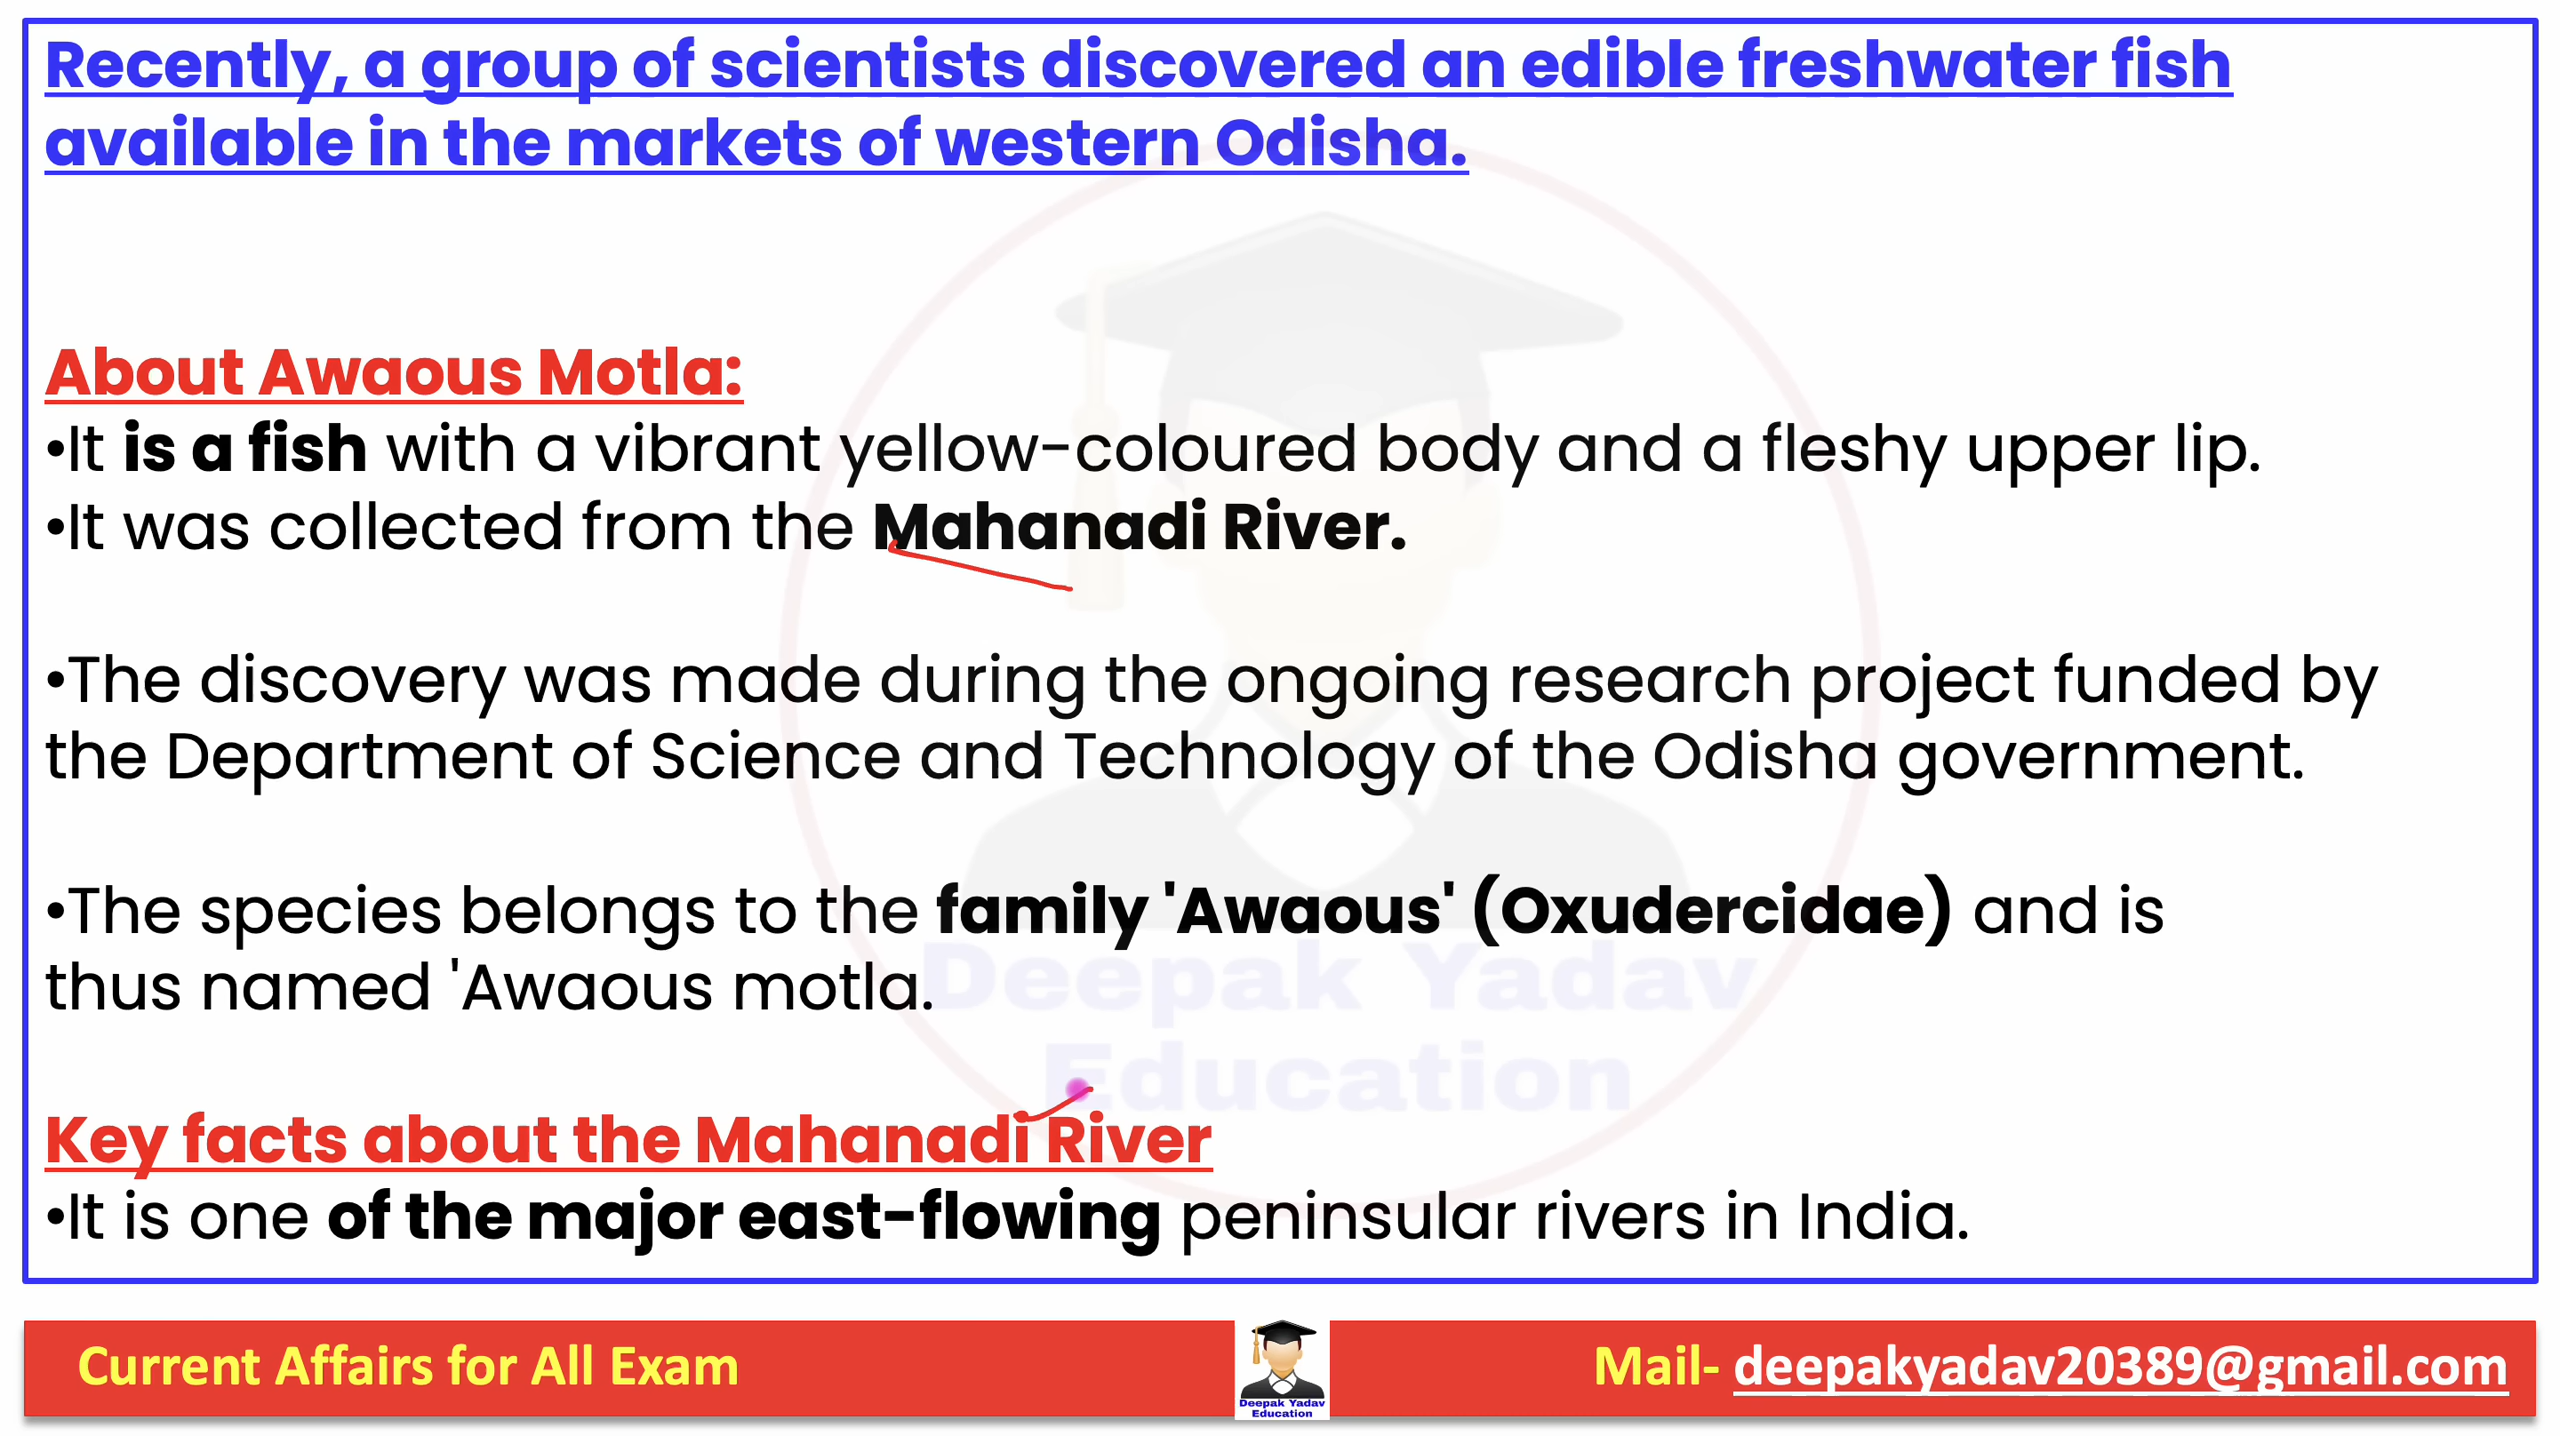 Recently, a group of scientists discovered an edible freshwater fish
available in the markets of western Odisha.
About Awaous Motla:
•It is a fish with a vibrant yellow-coloured body and a fleshy upper lip.
•It was collected from the Mahanadi River.
•The discovery was made during the ongoing research project funded by
the Department of Science and Technology of the Odisha government.
•The species belongs to the family 'Awaous' (Oxudercidae) and is
thus named 'Awaous motla.
Deepak Yadav
Education
Key facts about the Mahanadi River
•It is one of the major east-flowing peninsular rivers in India.
Current Affairs for All Exam
Deepak Yadav
Education
Mail- deepakyadav20389@gmail.com